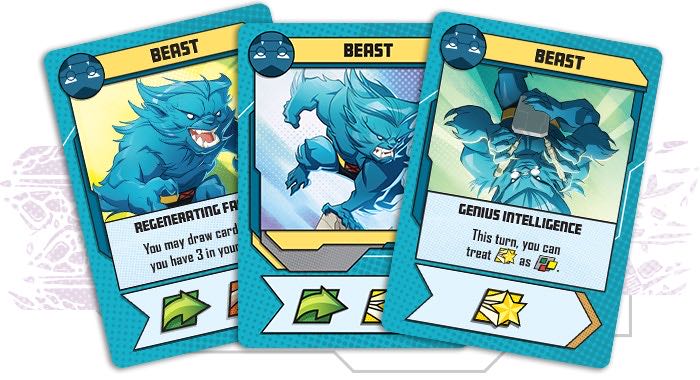 BEAST
REGENERATING
You may draw card
you have 3 in your
BEAST
BEAST
GENIUS INTELLIGENCE
This turn, you can
treat as .